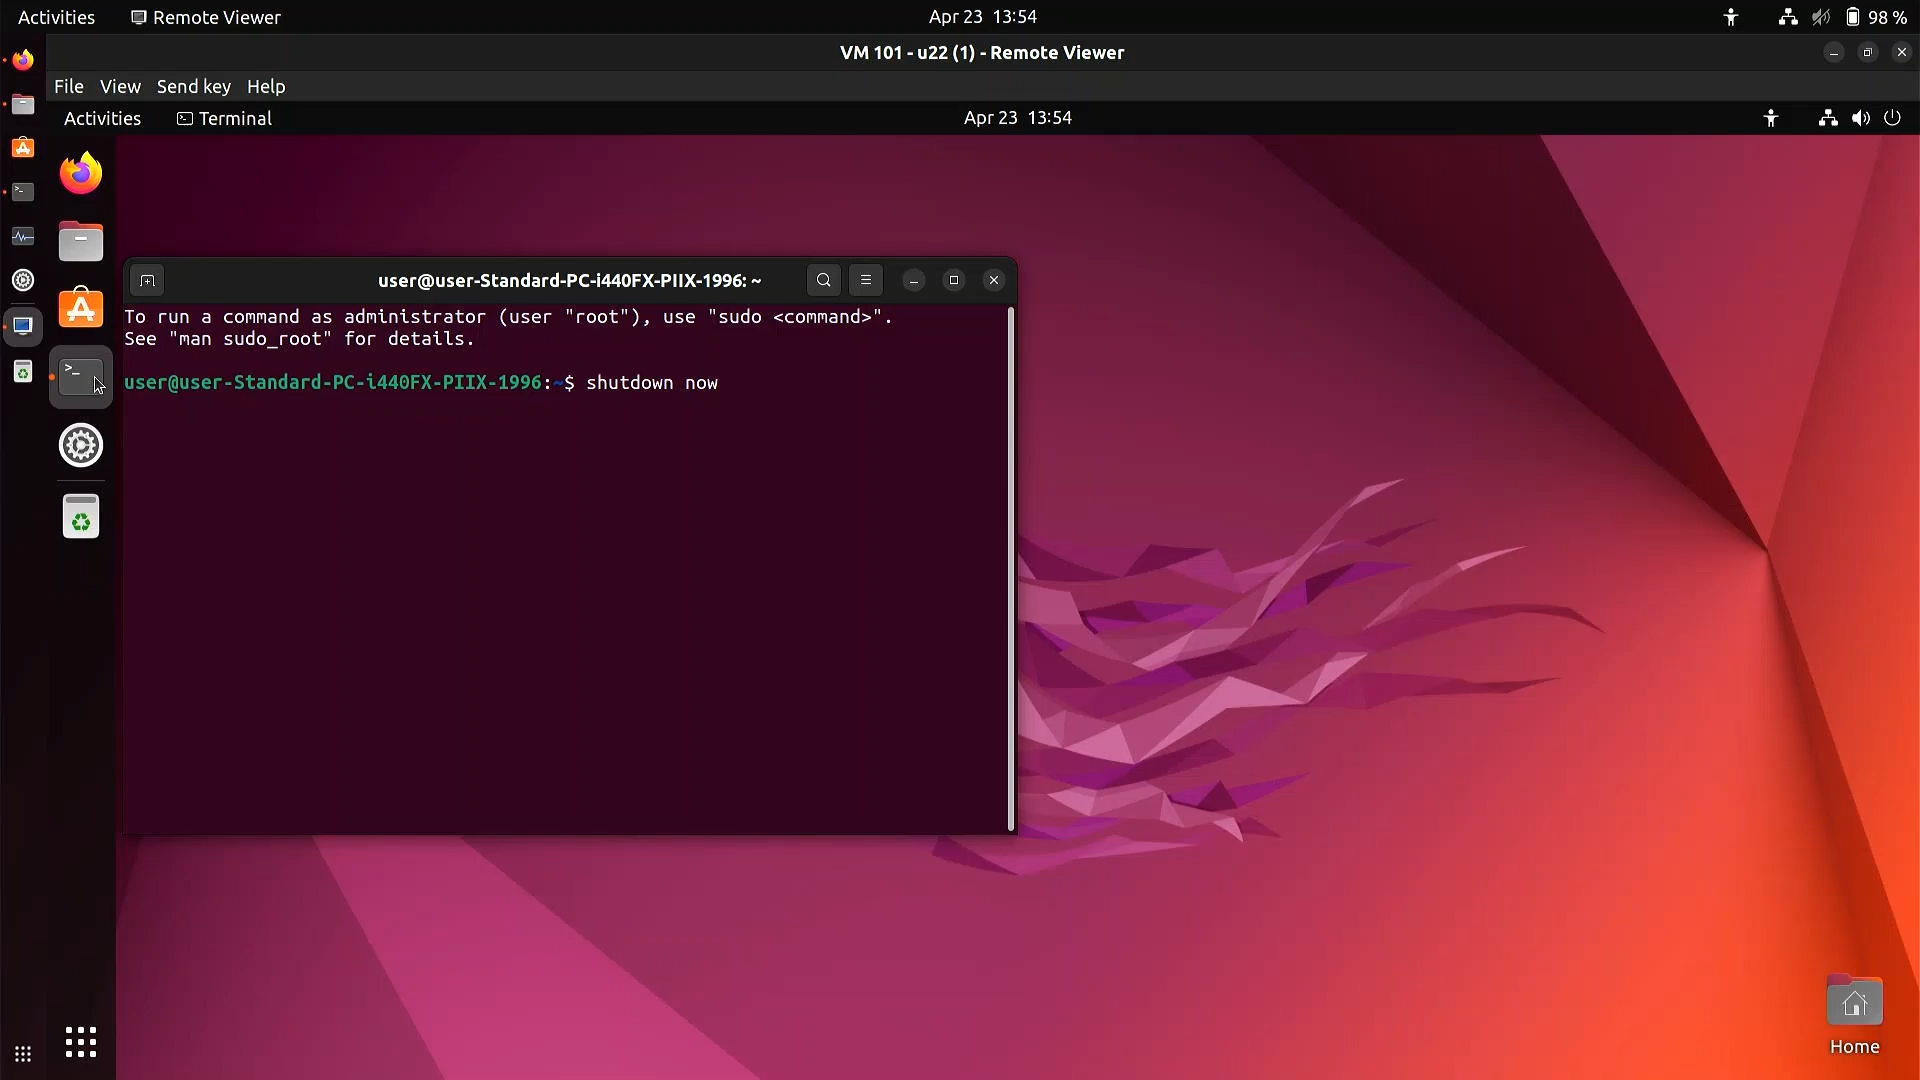 Activities Remote Viewer Apr 23 13:54 98 %
VM 101 - u22 (1) - Remote Viewer
File View Send key Help
Activities Terminal Apr 23 13:54
user@user-Standard-PC-i440FX-PIIX-1996: ~
To run a command as administrator (user "root"), use "sudo <command>".
See "man sudo_root" for details.
user@user-Standard-PC-i440FX-PIIX-1996:~$ shutdown now
Home